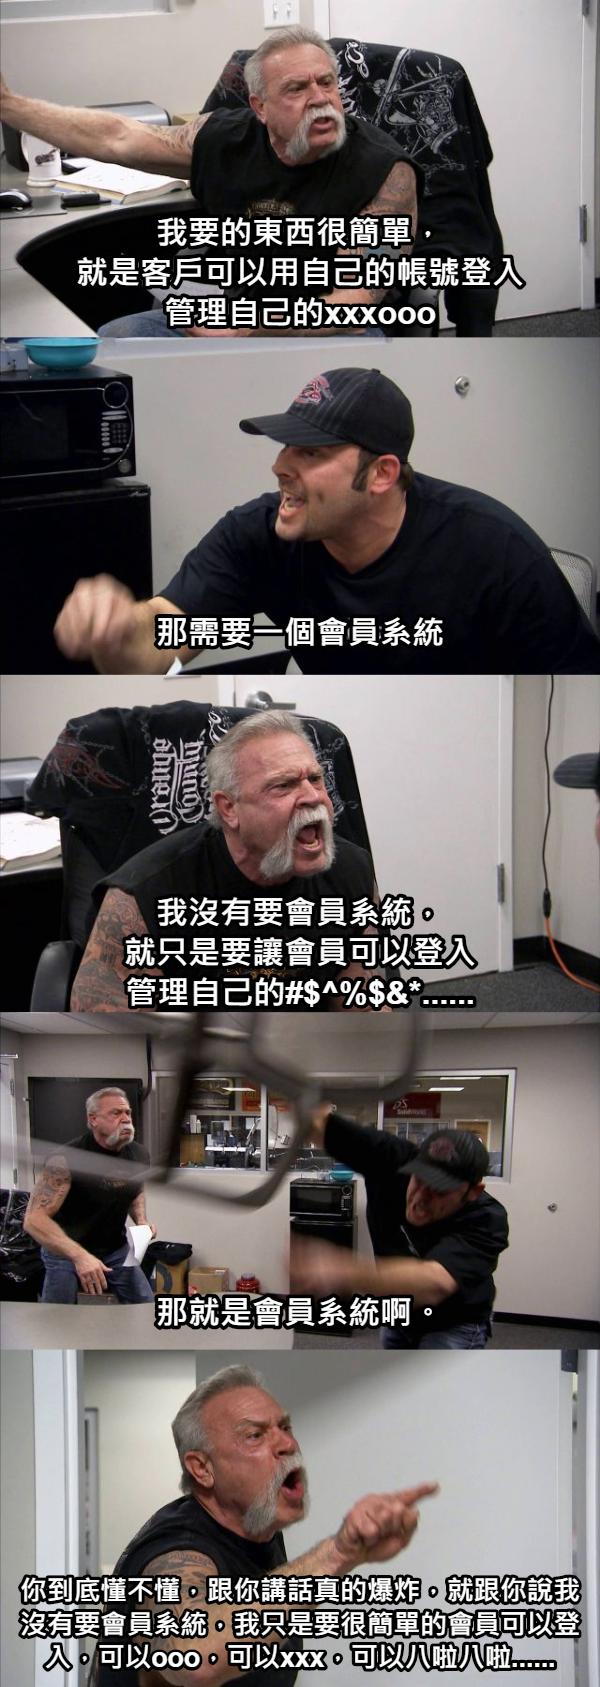 我要的東西很簡單，
就是客戶可以用自己的帳號登入
管理自己的xxxooo
那需要一個會員系統
Orange
County
我沒有要會員系統，
就只是要讓會員可以登入
管理自己的#$^%$&*......
SolidWorks
那就是會員系統啊。
你到底懂不懂，跟你講話真的爆炸，就跟你說我
沒有要會員系統，我只是要很簡單的會員可以登
入，可以ooo，可以xxx，可以八啦八啦......